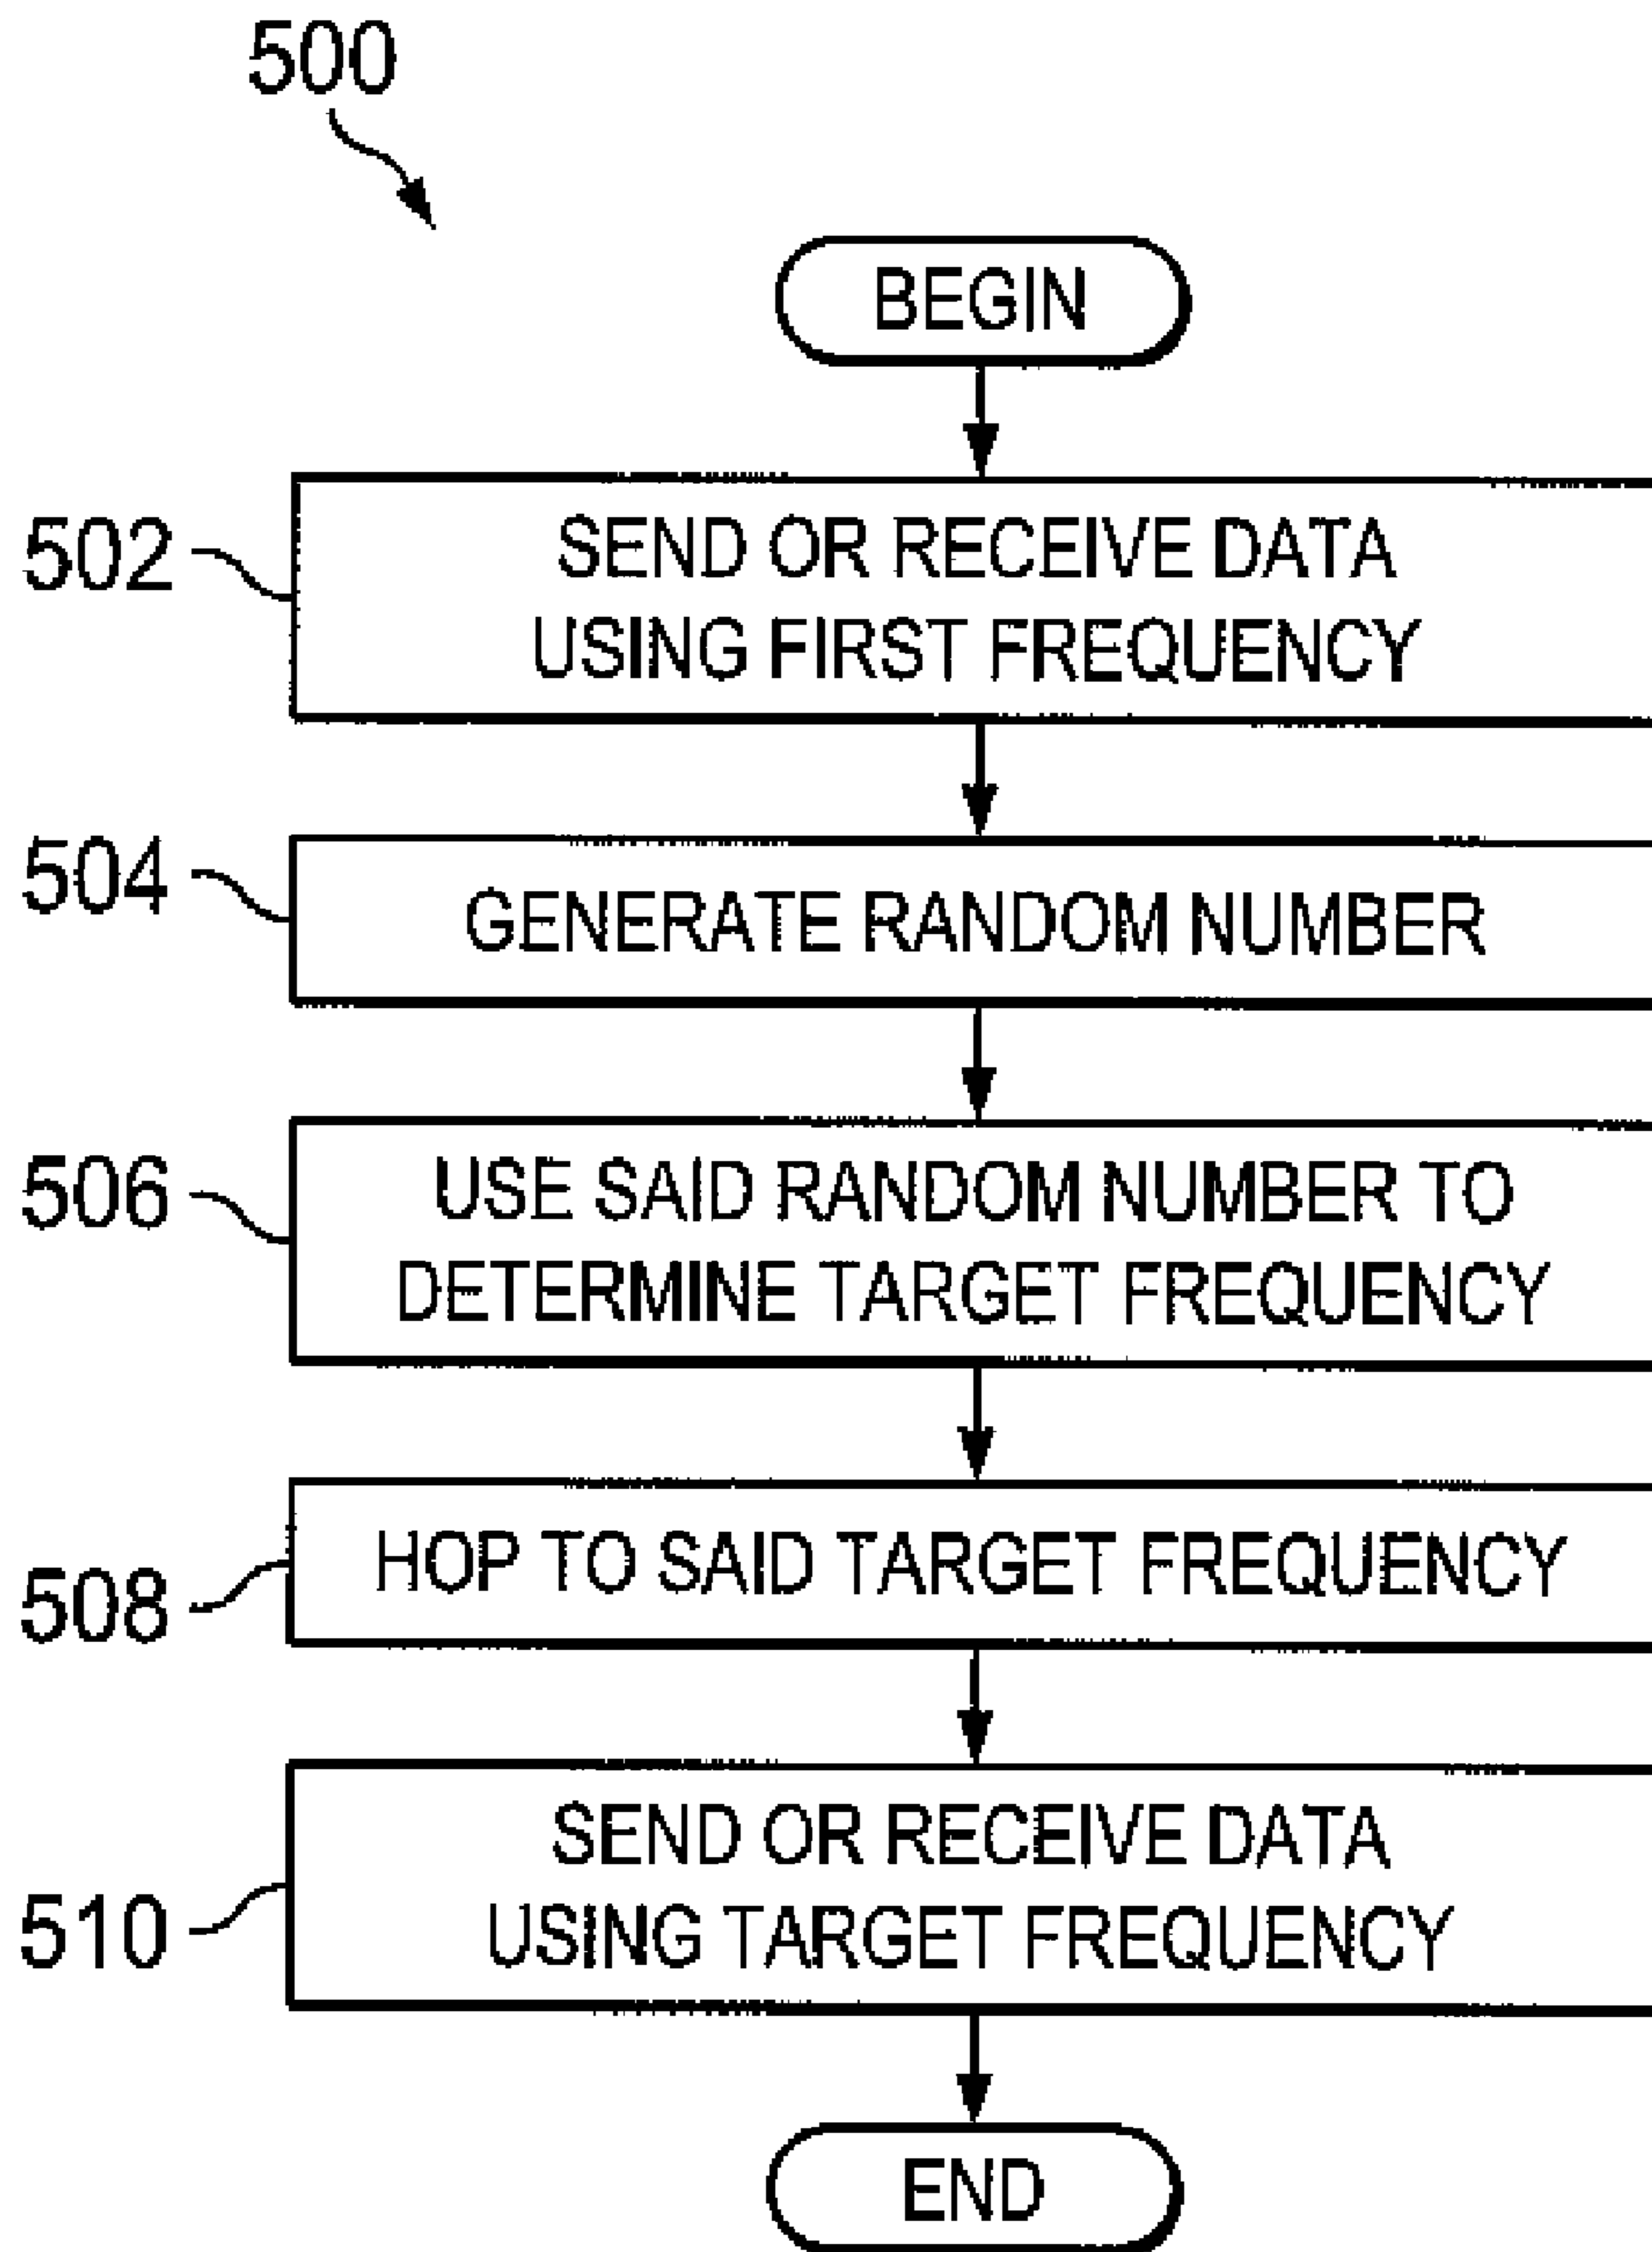 500
BEGIN
502
SEND OR RECEIVE DATA
USING FIRST FREQUENCY
504
GENERATE RANDOM NUMBER
506
USE SAID RANDOM NUMBER TO
DETERMINE TARGET FREQUENCY
508
HOP TO SAID TARGET FREQUENCY
510
SEND OR RECEIVE DATA
USING TARGET FREQUENCY
END